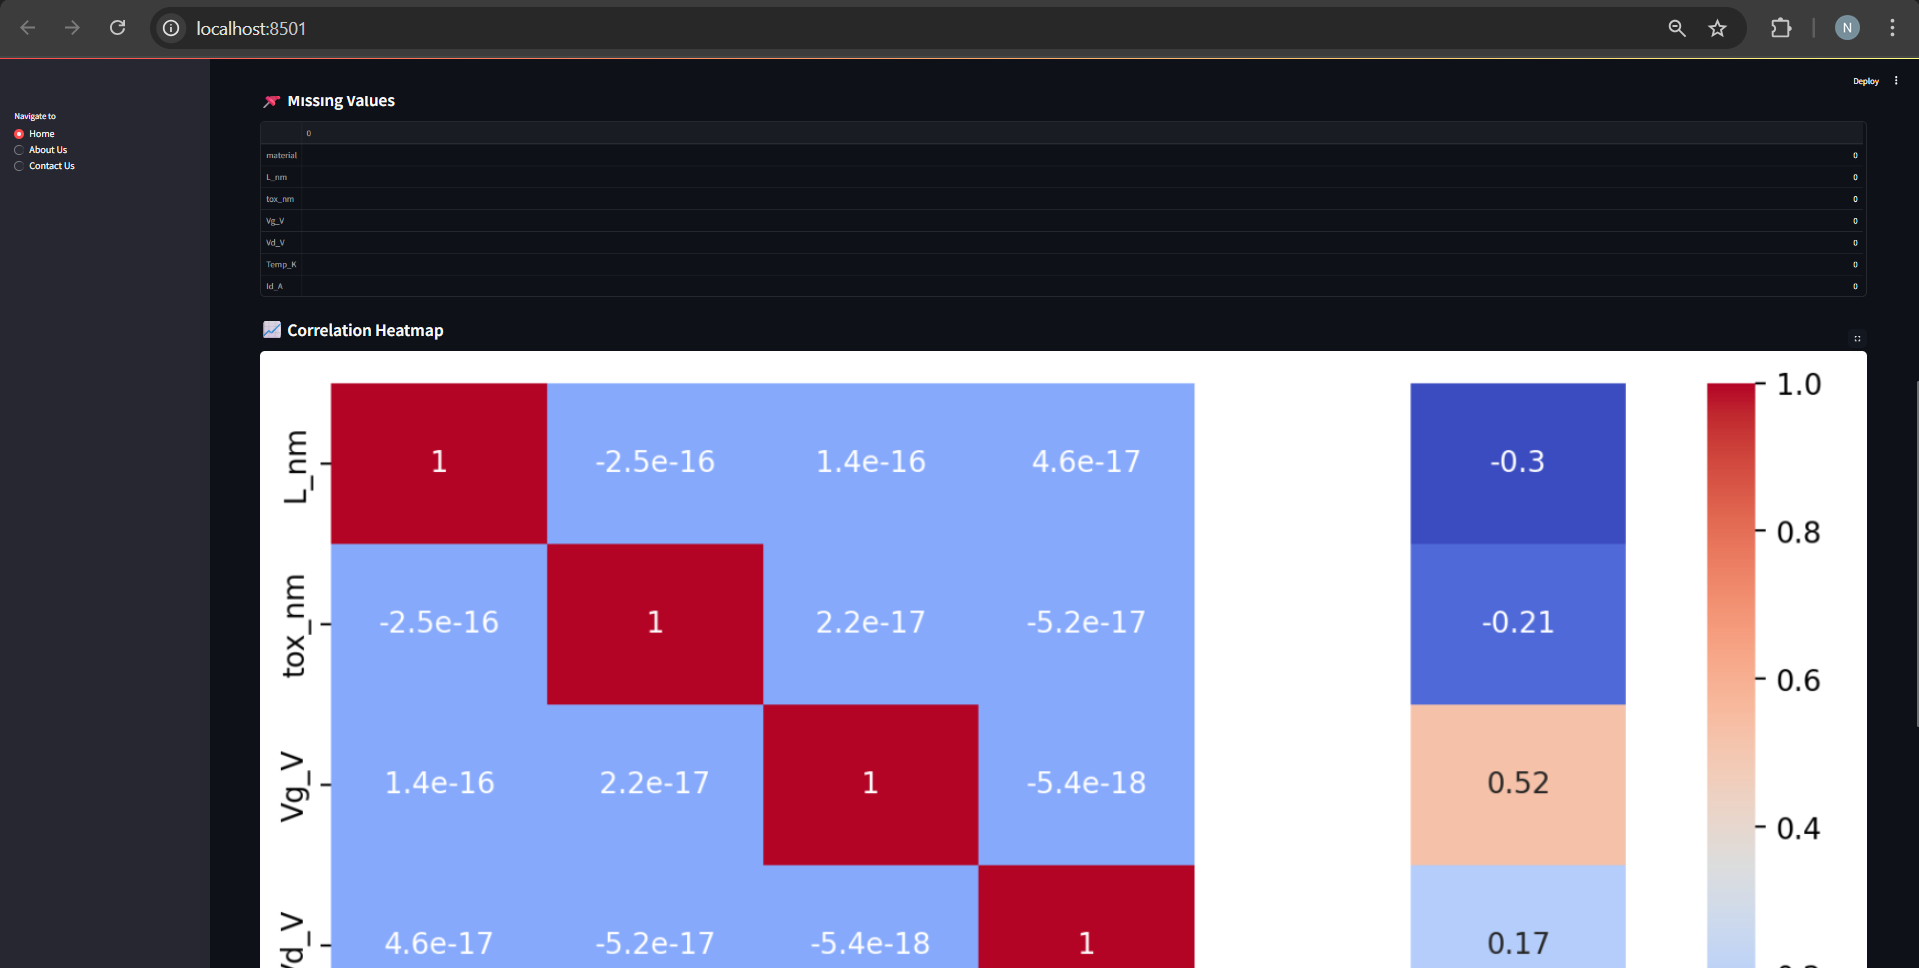 localhost:8501
N
Deploy
Navigate to
Home
About Us
Contact Us
Missing Values
0
material 0
L_nm 0
tox_nm 0
Vg_V 0
Vd_V 0
Temp_K 0
Id_A 0
Correlation Heatmap
L_nm 1 -2.5e-16 1.4e-16 4.6e-17 -0.3
tox_nm -2.5e-16 1 2.2e-17 -5.2e-17 -0.21
Vg_V 1.4e-16 2.2e-17 1 -5.4e-18 0.52
Vd_V 4.6e-17 -5.2e-17 -5.4e-18 1 0.17
1.0
0.8
0.6
0.4